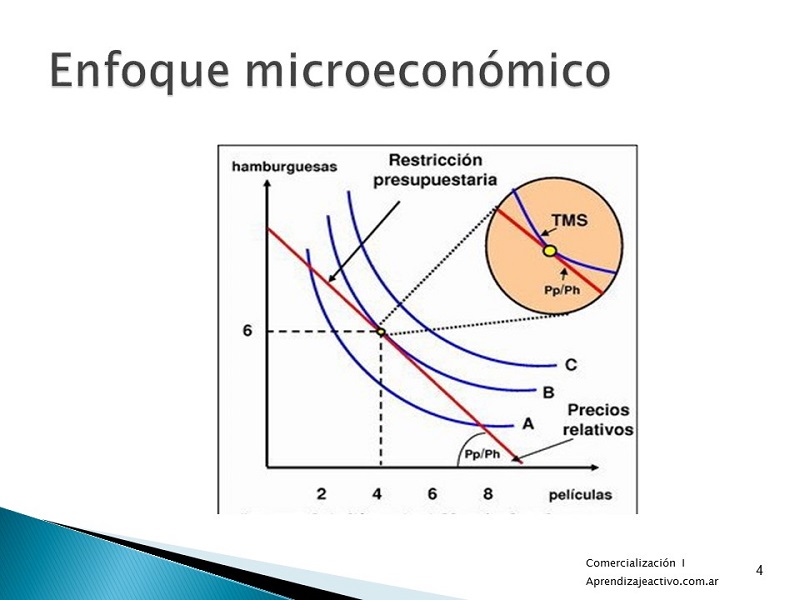 Enfoque microeconómico
hamburguesas
Restricción
presupuestaria
TMS
Pp/Ph
6
C
B
A
Precios
relativos
Pp/Ph
2 4 6 8 películas
Comercialización I
Aprendizajeactivo.com.ar
4